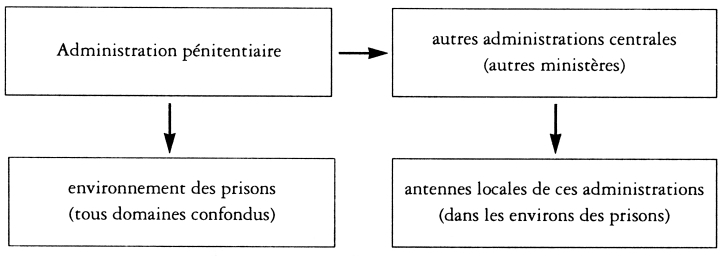 Administration pénitentiaire
autres administrations centrales
(autres ministères)
environnement des prisons
(tous domaines confondus)
antennes locales de ces administrations
(dans les environs des prisons)